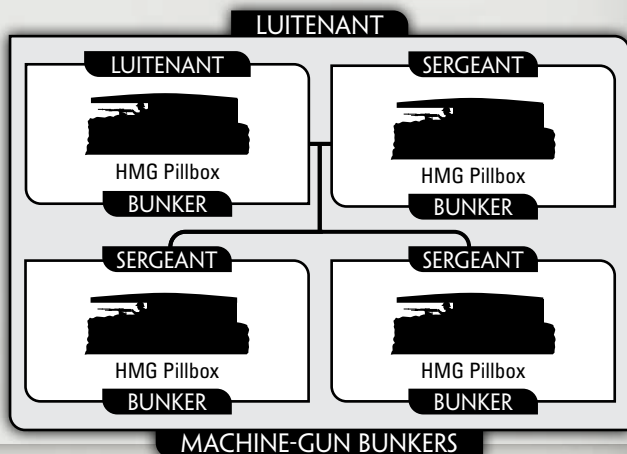 LUITENANT
LUITENANT
SERGEANT
HMG Pillbox
HMG Pillbox
BUNKER
BUNKER
SERGEANT
SERGEANT
HMG Pillbox
HMG Pillbox
BUNKER
BUNKER
MACHINE-GUN BUNKERS